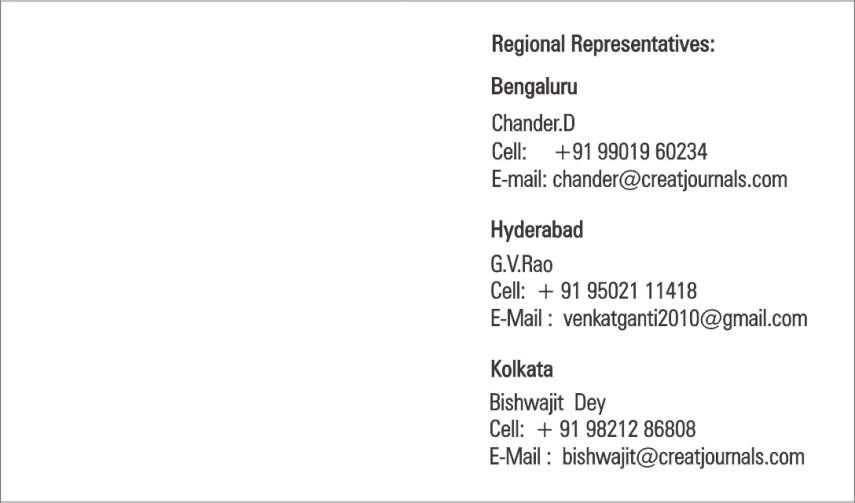 Regional Representatives:
Bengaluru
Chander.D
Cell: +91 99019 60234
E-mail: chander@creatjournals.com
Hyderabad
G.V.Rao
Cell: + 91 95021 11418
E-Mail : venkatganti2010@gmail.com
Kolkata
Bishwajit Dey
Cell: + 91 98212 86808
E-Mail : bishwajit@creatjournals.com